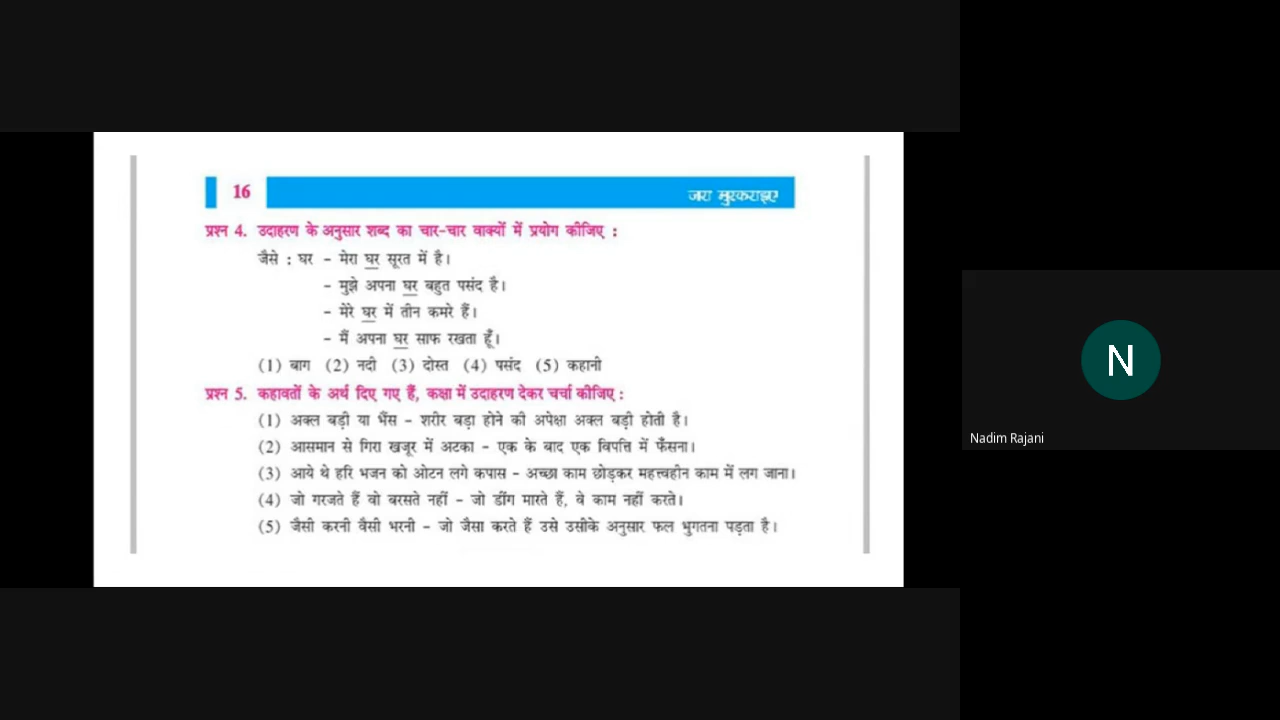 16
जरा मुस्कराइए
प्रश्न 4. उदाहरण के अनुसार शब्द का चार-चार वाक्यों में प्रयोग कीजिए :
जैसे : घर - मेरा घर सूरत में है।
- मुझे अपना घर बहुत पसंद है।
- मेरे घर में तीन कमरे हैं।
- मैं अपना घर साफ रखता हूँ।
(1) बाग (2) नदी (3) दोस्त (4) पसंद (5) कहानी
प्रश्न 5. कहावतों के अर्थ दिए गए हैं, कक्षा में उदाहरण देकर चर्चा कीजिए :
(1) अक्ल बड़ी या भैंस - शरीर बड़ा होने की अपेक्षा अक्ल बड़ी होती है।
(2) आसमान से गिरा खजूर में अटका - एक के बाद एक विपत्ति में फँसना।
(3) आये थे हरि भजन को ओटन लगे कपास - अच्छा काम छोड़कर महत्त्वहीन काम में लग जाना।
(4) जो गरजते हैं वो बरसते नहीं - जो डींग मारते हैं, वे काम नहीं करते।
(5) जैसी करनी वैसी भरनी - जो जैसा करते हैं उसे उसीके अनुसार फल भुगतना पड़ता है।
N
Nadim Rajani